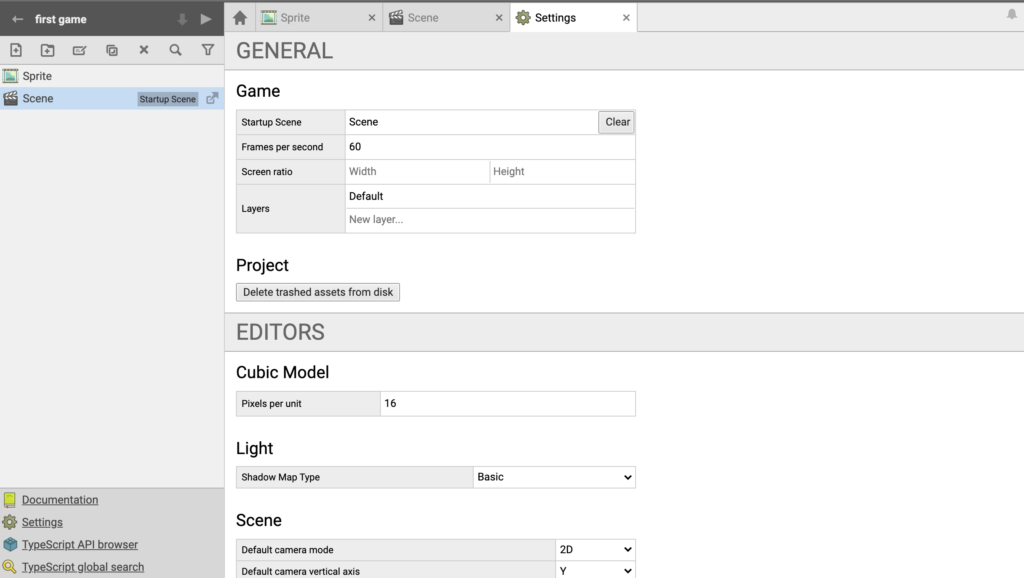 first game
Sprite
Scene
Startup Scene
Documentation
Settings
TypeScript API browser
TypeScript global search
Sprite
Scene
Settings
GENERAL
Game
Startup Scene Scene Clear
Frames per second 60
Screen ratio Width Height
Layers Default
New layer...
Project
Delete trashed assets from disk
EDITORS
Cubic Model
Pixels per unit 16
Light
Shadow Map Type Basic
Scene
Default camera mode 2D
Default camera vertical axis Y